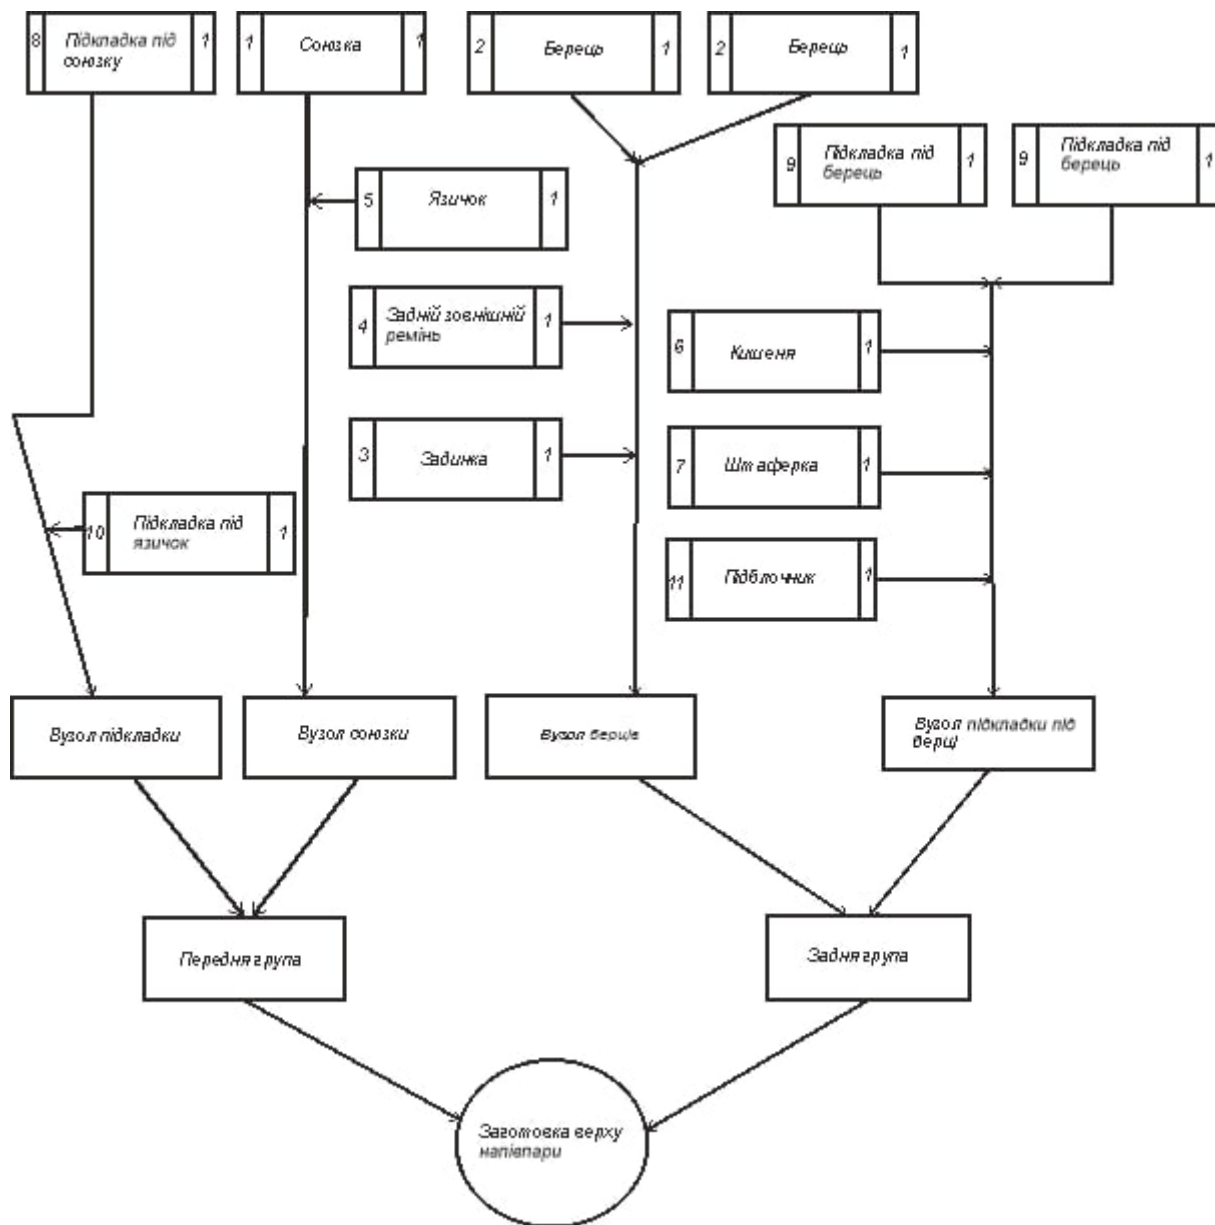 8 Підкладка під 1
союзку
1 Союзка 1
2 Берець 1
2 Берець 1
9 Підкладка під 1
берець
9 Підкладка під 1
берець
5 Язичок 1
4 Задній зовнішній 1
ремінь
6 Кишеня 1
3 Задинка 1
7 Штаферка 1
10 Підкладка під 1
язичок
11 Підблочник 1
Вузол підкладки
Вузол союзки
Вузол берців
Вузол підкладки під
берці
Передня група
Задня група
Заготовка верху
напівпари